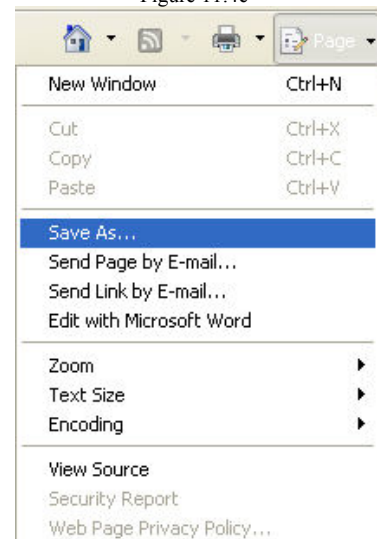 Page
New Window Ctrl+N
Cut Ctrl+X
Copy Ctrl+C
Paste Ctrl+V
Save As...
Send Page by E-mail...
Send Link by E-mail...
Edit with Microsoft Word
Zoom
Text Size
Encoding
View Source
Security Report
Web Page Privacy Policy...